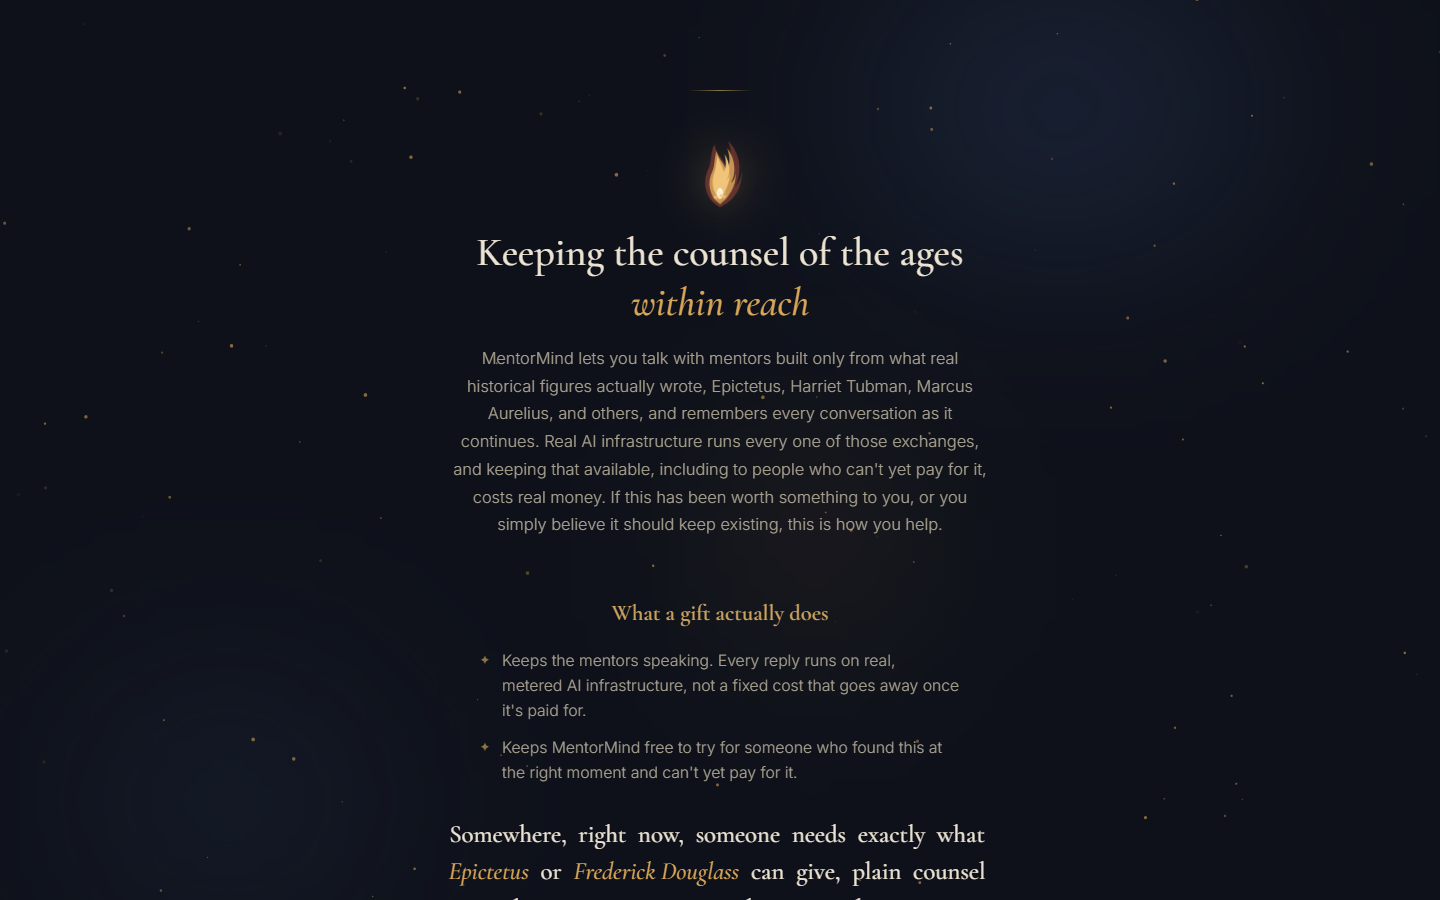 Keeping the counsel of the ages
within reach
MentorMind lets you talk with mentors built only from what real
historical figures actually wrote, Epictetus, Harriet Tubman, Marcus
Aurelius, and others, and remembers every conversation as it
continues. Real AI infrastructure runs every one of those exchanges,
and keeping that available, including to people who can't yet pay for it,
costs real money. If this has been worth something to you, or you
simply believe it should keep existing, this is how you help.
What a gift actually does
✦ Keeps the mentors speaking. Every reply runs on real,
metered AI infrastructure, not a fixed cost that goes away once
it's paid for.
✦ Keeps MentorMind free to try for someone who found this at
the right moment and can't yet pay for it.
Somewhere, right now, someone needs exactly what
Epictetus or Frederick Douglass can give, plain counsel